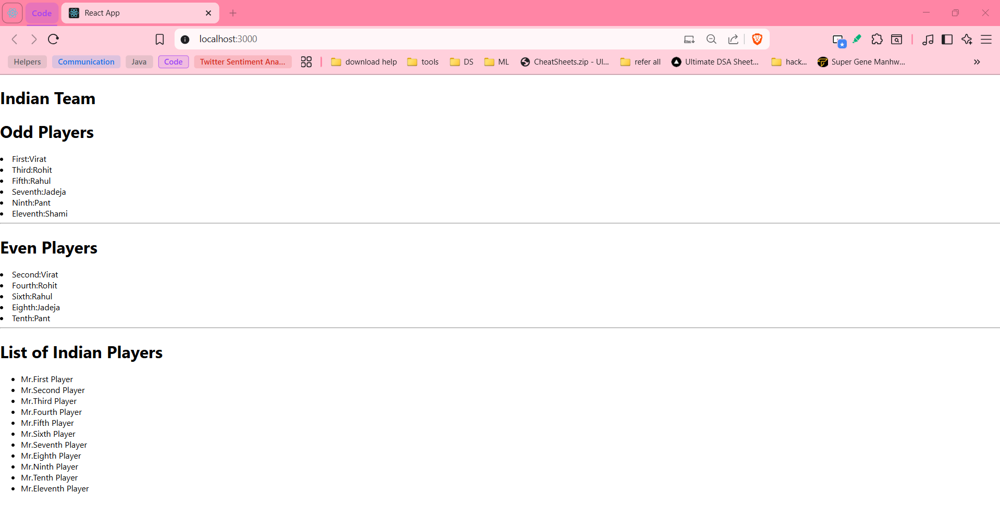 Code
React App
localhost:3000
Helpers Communication Java Code Twitter Sentiment Ana... download help tools DS ML CheatSheets.zip - Ul... refer all Ultimate DSA Sheet... hack... Super Gene Manhw...
Indian Team
Odd Players
First:Virat
Third:Rohit
Fifth:Rahul
Seventh:Jadeja
Ninth:Pant
Eleventh:Shami
Even Players
Second:Virat
Fourth:Rohit
Sixth:Rahul
Eighth:Jadeja
Tenth:Pant
List of Indian Players
Mr.First Player
Mr.Second Player
Mr.Third Player
Mr.Fourth Player
Mr.Fifth Player
Mr.Sixth Player
Mr.Seventh Player
Mr.Eighth Player
Mr.Ninth Player
Mr.Tenth Player
Mr.Eleventh Player